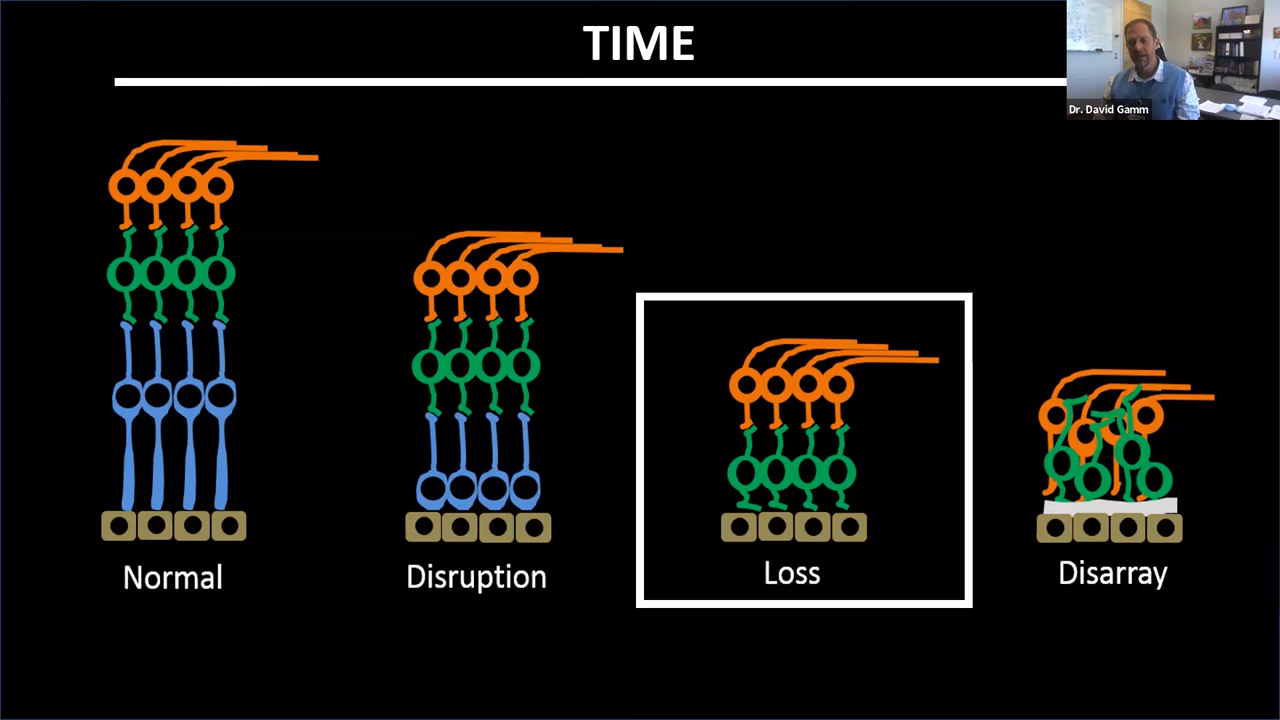 TIME
Dr. David Gamm
Normal
Disruption
Loss
Disarray